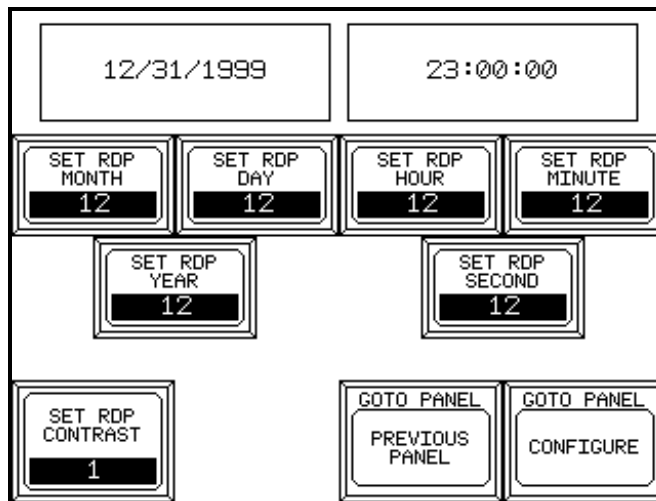 12/31/1999
23:00:00
SET RDP
MONTH
12
SET RDP
DAY
12
SET RDP
HOUR
12
SET RDP
MINUTE
12
SET RDP
YEAR
12
SET RDP
SECOND
12
SET RDP
CONTRAST
1
GOTO PANEL
PREVIOUS
PANEL
GOTO PANEL
CONFIGURE